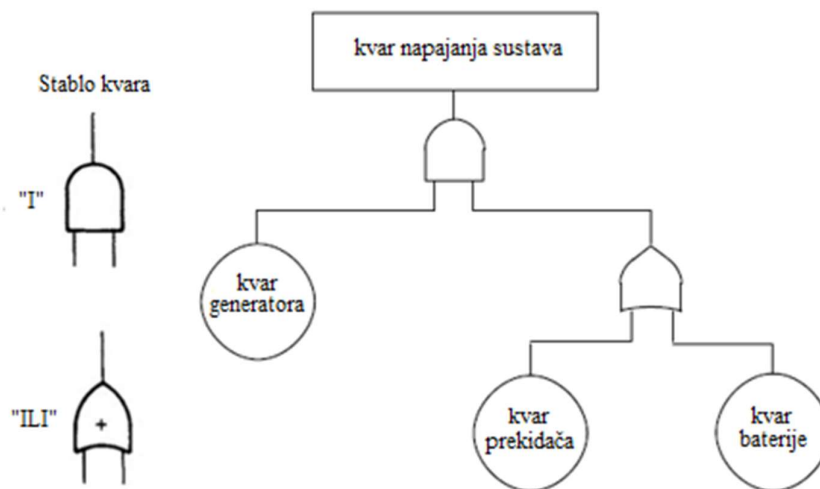 kvar napajanja sustava
Stablo kvara
"I"
kvar
generatora
"ILI"
+
kvar
prekidača
kvar
baterije